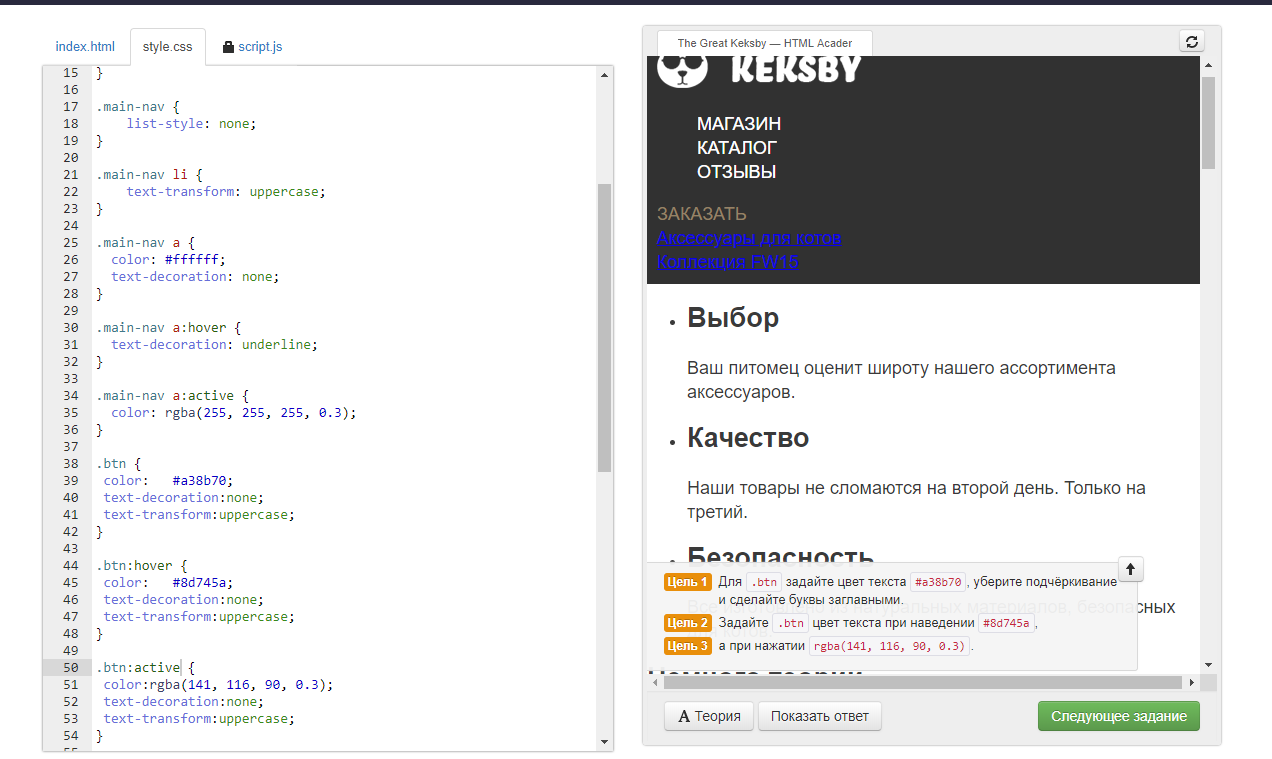 index.html
style.css
script.js
15 }
16
17 .main-nav {
18 list-style: none;
19 }
20
21 .main-nav li {
22 text-transform: uppercase;
23 }
24
25 .main-nav a {
26 color: #ffffff;
27 text-decoration: none;
28 }
29
30 .main-nav a:hover {
31 text-decoration: underline;
32 }
33
34 .main-nav a:active {
35 color: rgba(255, 255, 255, 0.3);
36 }
37
38 .btn {
39 color: #a38b70;
40 text-decoration:none;
41 text-transform:uppercase;
42 }
43
44 .btn:hover {
45 color: #8d745a;
46 text-decoration:none;
47 text-transform:uppercase;
48 }
49
50 .btn:active {
51 color:rgba(141, 116, 90, 0.3);
52 text-decoration:none;
53 text-transform:uppercase;
54 }
The Great Keksby — HTML Acader
KEKSBY
МАГАЗИН
КАТАЛОГ
ОТЗЫВЫ
ЗАКАЗАТЬ
Аксессуары для котов
Коллекция FW15
Выбор
Ваш питомец оценит широту нашего ассортимента
аксессуаров.
Качество
Наши товары не сломаются на второй день. Только на
третий.
Безопасность
Цель 1 Для .btn задайте цвет текста #a38b70, уберите подчёркивание
и сделайте буквы заглавными.
Цель 2 Задайте .btn цвет текста при наведении #8d745a,
Цель 3 а при нажатии rgba(141, 116, 90, 0.3).
Немного теории
Теория
Показать ответ
Следующее задание